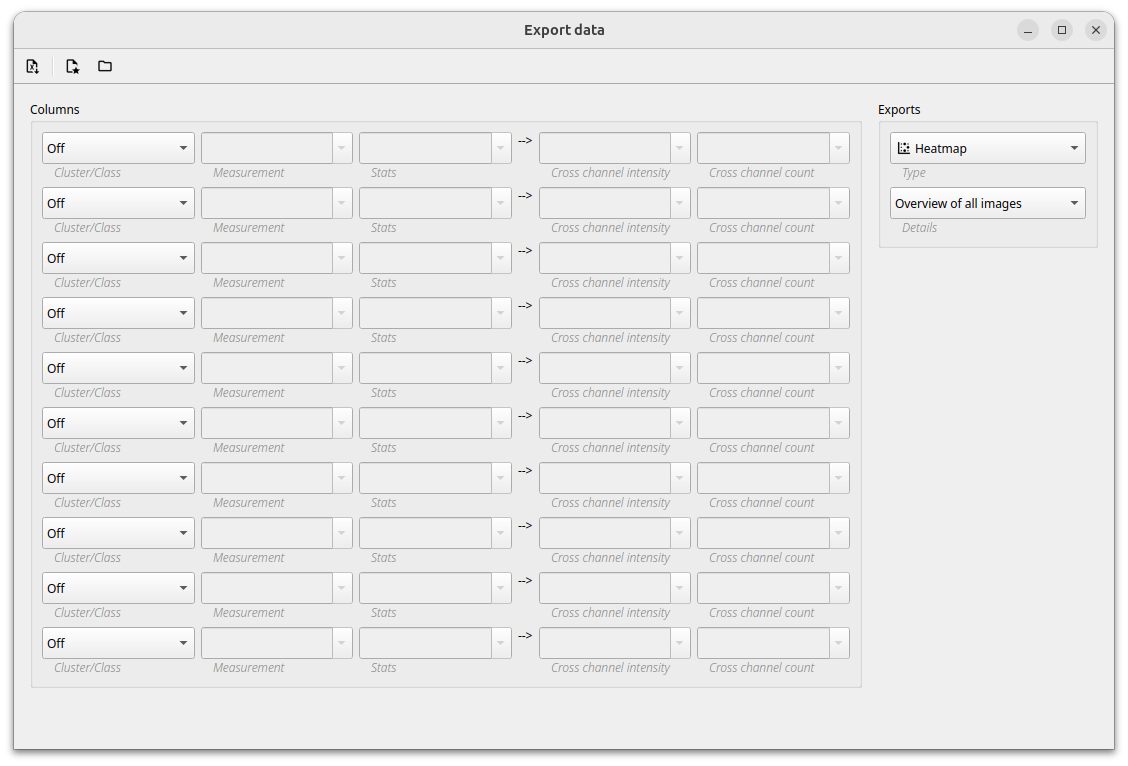 Export data
Columns Exports
Off --> Heatmap
Cluster/Class Measurement Stats Cross channel intensity Cross channel count Type
Off --> Overview of all images
Cluster/Class Measurement Stats Cross channel intensity Cross channel count Details
Off -->
Cluster/Class Measurement Stats Cross channel intensity Cross channel count
Off -->
Cluster/Class Measurement Stats Cross channel intensity Cross channel count
Off -->
Cluster/Class Measurement Stats Cross channel intensity Cross channel count
Off -->
Cluster/Class Measurement Stats Cross channel intensity Cross channel count
Off -->
Cluster/Class Measurement Stats Cross channel intensity Cross channel count
Off -->
Cluster/Class Measurement Stats Cross channel intensity Cross channel count
Off -->
Cluster/Class Measurement Stats Cross channel intensity Cross channel count
Off -->
Cluster/Class Measurement Stats Cross channel intensity Cross channel count